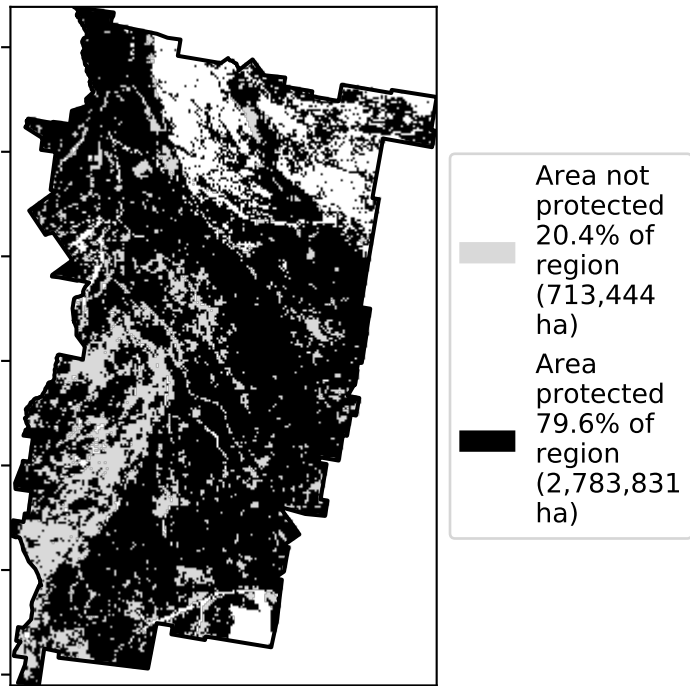 Area not
protected
20.4% of
region
(713,444
ha)
Area
protected
79.6% of
region
(2,783,831
ha)